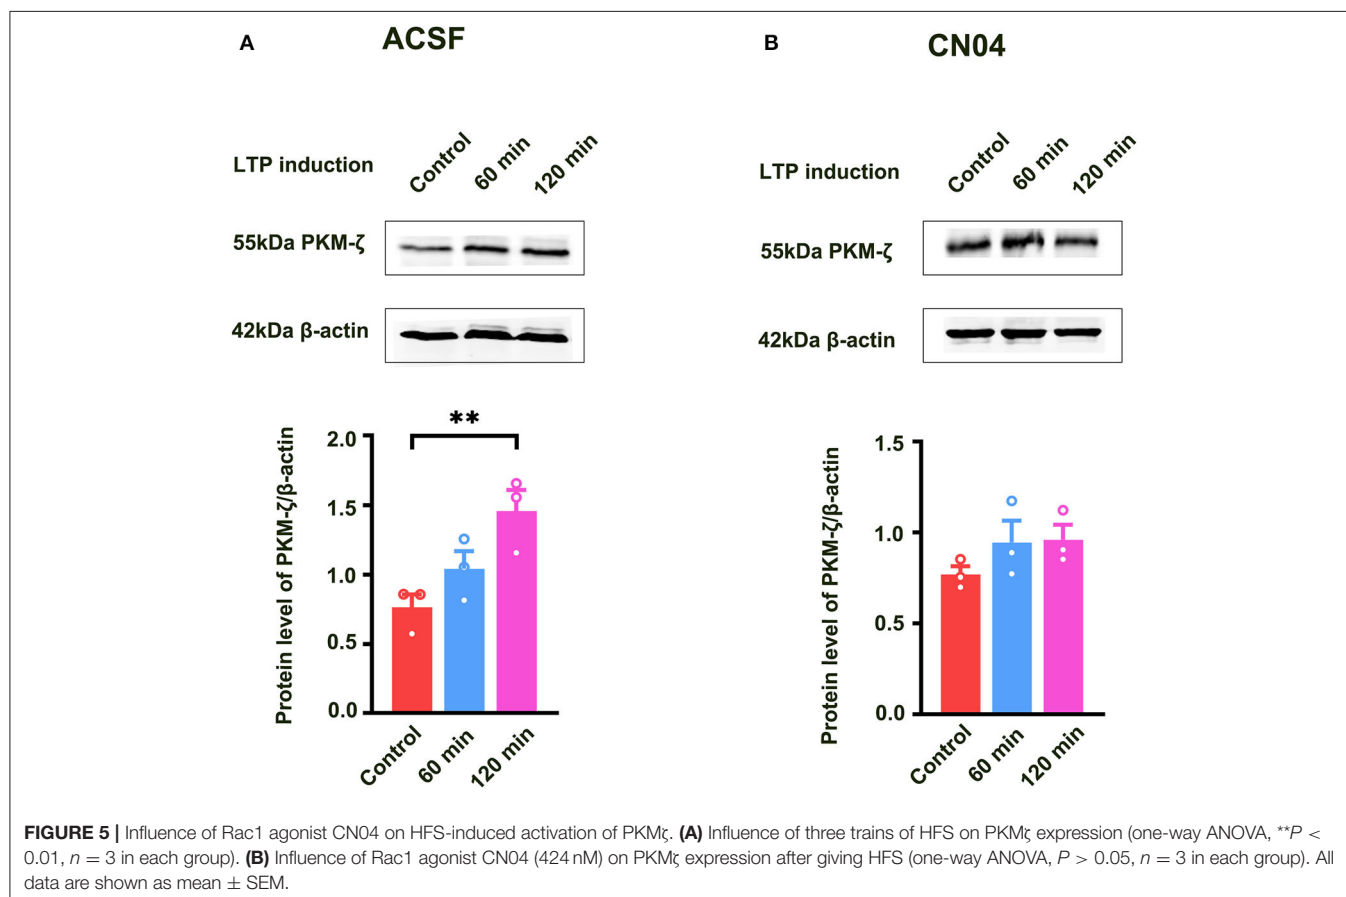 A
ACSF
LTP induction
Control
60 min
120 min
55kDa PKM-ζ
42kDa β-actin
**
Protein level of PKM-ζ/β-actin
2.0
1.5
1.0
0.5
0.0
Control
60 min
120 min
B
CN04
LTP induction
Control
60 min
120 min
55kDa PKM-ζ
42kDa β-actin
Protein level of PKM-ζ/β-actin
1.5
1.0
0.5
0.0
Control
60 min
120 min
FIGURE 5 | Influence of Rac1 agonist CN04 on HFS-induced activation of PKMζ. (A) Influence of three trains of HFS on PKMζ expression (one-way ANOVA, **P <
0.01, n = 3 in each group). (B) Influence of Rac1 agonist CN04 (424 nM) on PKMζ expression after giving HFS (one-way ANOVA, P > 0.05, n = 3 in each group). All
data are shown as mean ± SEM.